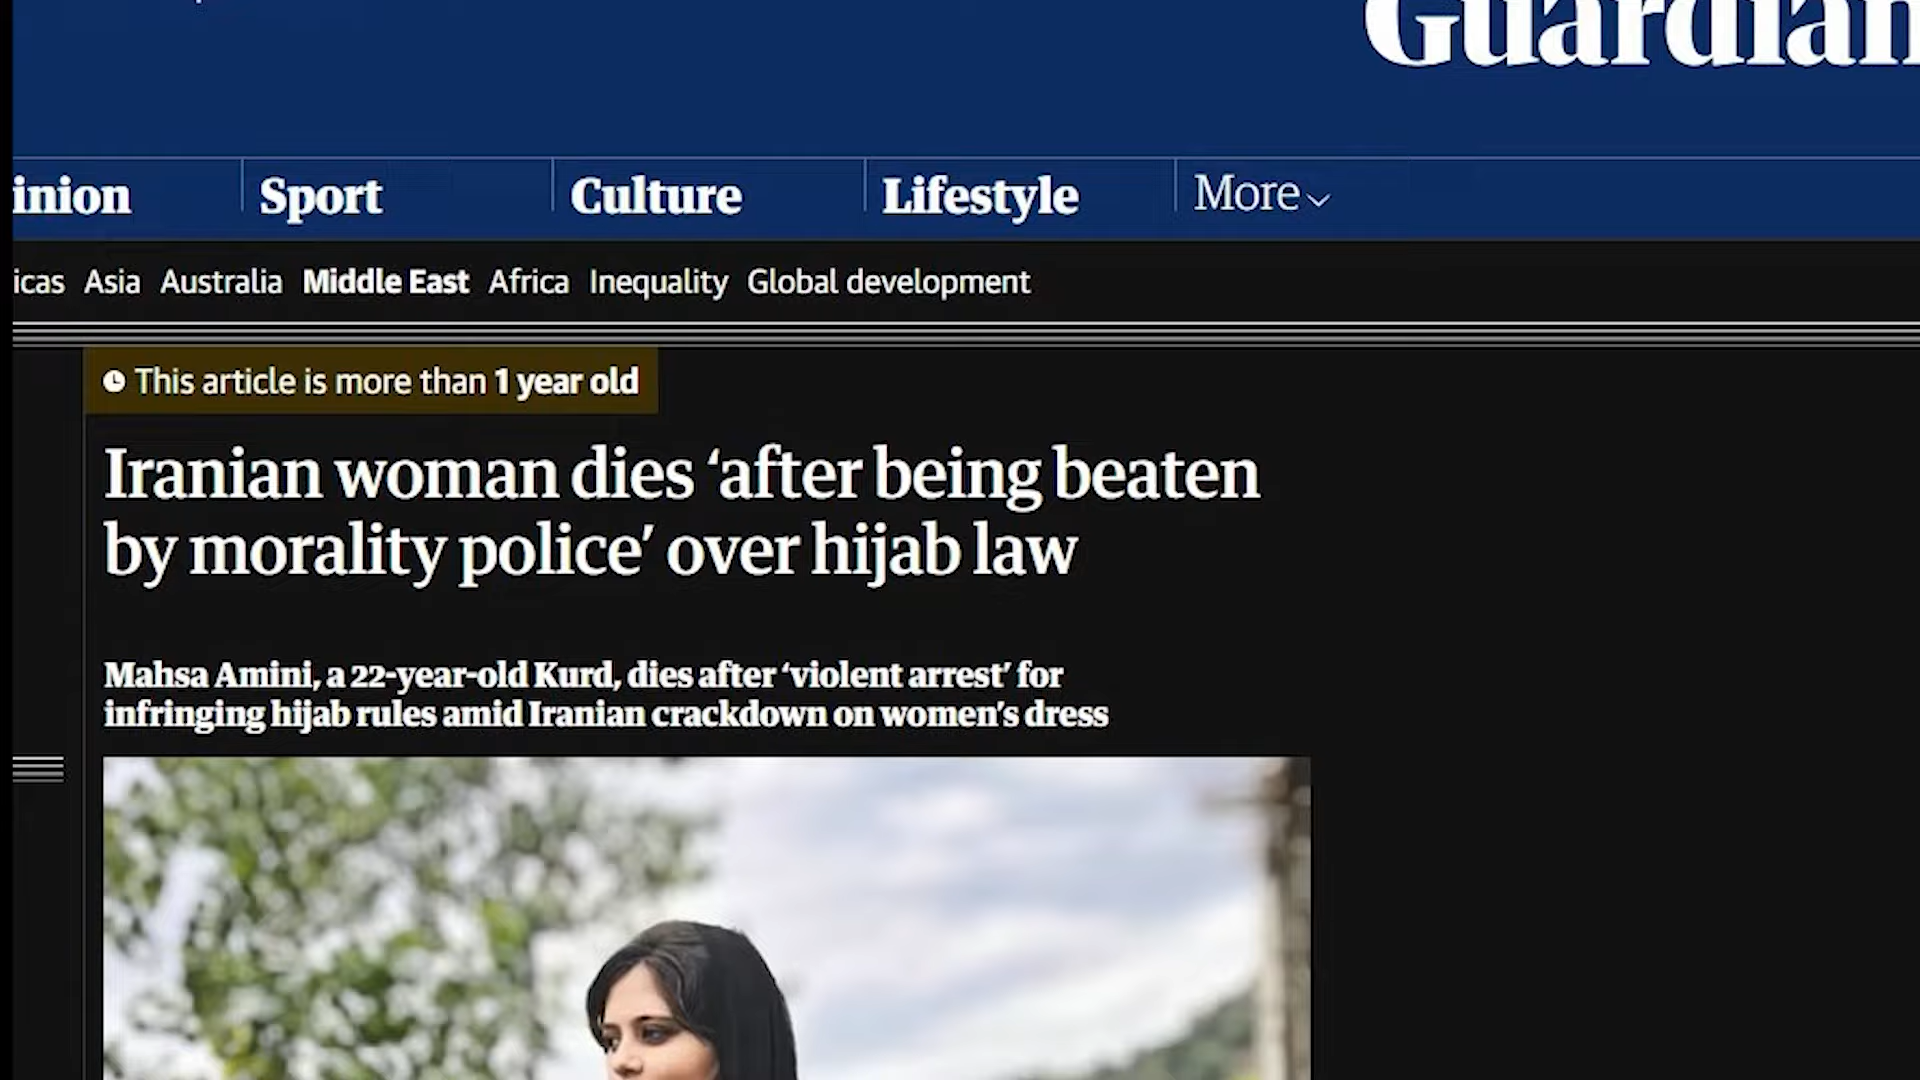 Guardian
inion Sport Culture Lifestyle More
icas Asia Australia Middle East Africa Inequality Global development
This article is more than 1 year old
Iranian woman dies ‘after being beaten
by morality police’ over hijab law
Mahsa Amini, a 22-year-old Kurd, dies after ‘violent arrest’ for
infringing hijab rules amid Iranian crackdown on women’s dress